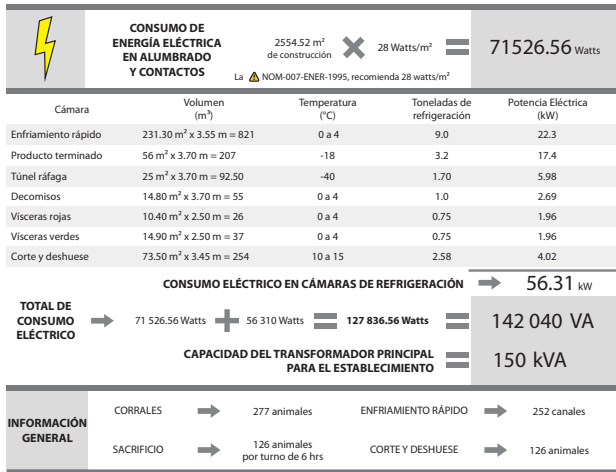 CONSUMO DE
ENERGÍA ELÉCTRICA
EN ALUMBRADO
Y CONTACTOS
2554.52 m²
de construcción
28 Watts/m²
71526.56 Watts
La NOM-007-ENER-1995, recomienda 28 watts/m²
Cámara Volumen (m³) Temperatura (°C) Toneladas de refrigeración Potencia Eléctrica (kW)
Enfriamiento rápido 231.30 m² x 3.55 m = 821 0 a 4 9.0 22.3
Producto terminado 56 m² x 3.70 m = 207 -18 3.2 17.4
Túnel ráfaga 25 m² x 3.70 m = 92.50 -40 1.70 5.98
Decomisos 14.80 m² x 3.70 m = 55 0 a 4 1.0 2.69
Vísceras rojas 10.40 m² x 2.50 m = 26 0 a 4 0.75 1.96
Vísceras verdes 14.90 m² x 2.50 m = 37 0 a 4 0.75 1.96
Corte y deshuese 73.50 m² x 3.45 m = 254 10 a 15 2.58 4.02
CONSUMO ELÉCTRICO EN CÁMARAS DE REFRIGERACIÓN 56.31 kW
TOTAL DE
CONSUMO
ELÉCTRICO
71 526.56 Watts 56 310 Watts 127 836.56 Watts 142 040 VA
CAPACIDAD DEL TRANSFORMADOR PRINCIPAL
PARA EL ESTABLECIMIENTO
150 kVA
INFORMACIÓN
GENERAL
CORRALES 277 animales ENFRIAMIENTO RÁPIDO 252 canales
SACRIFICIO 126 animales
por turno de 6 hrs
CORTE Y DESHUESE 126 animales